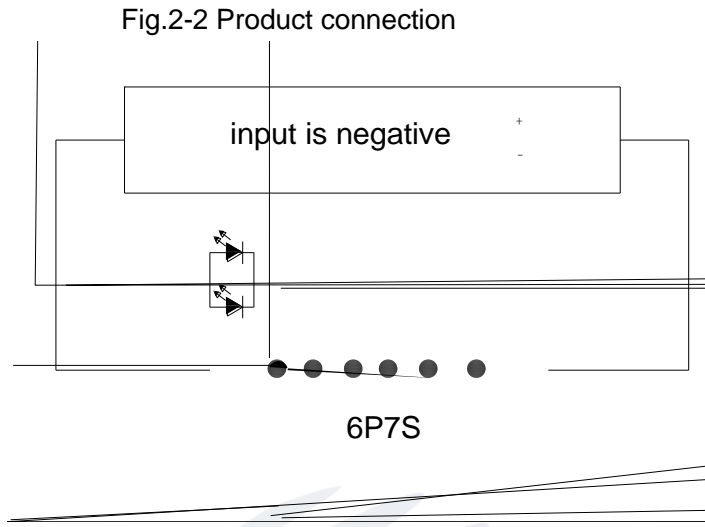 Fig.2-2 Product connection
input is negative
+
-
6P7S